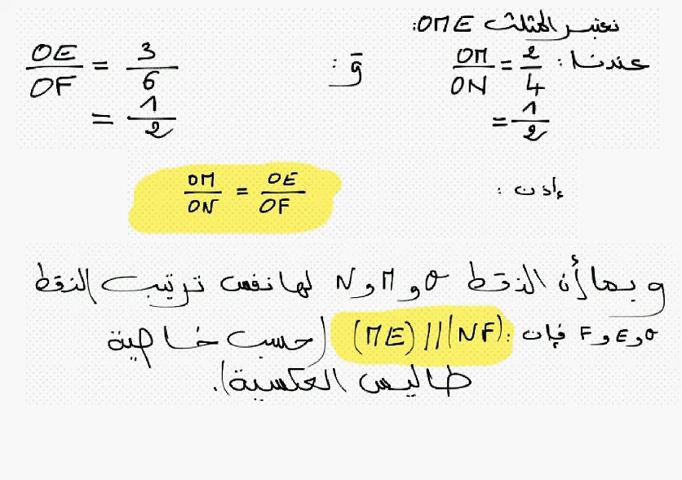 نعتبر المثلث OME:
عندنا: OM/ON = 2/4 و: OE/OF = 3/6
= 1/2 = 1/2
إذن: OM/ON = OE/OF
وبما أن النقط O و M و N لها نفس ترتيب النقط
O و E و F فإن: (ME) // (NF) (حسب خاصية
طاليس العكسية).